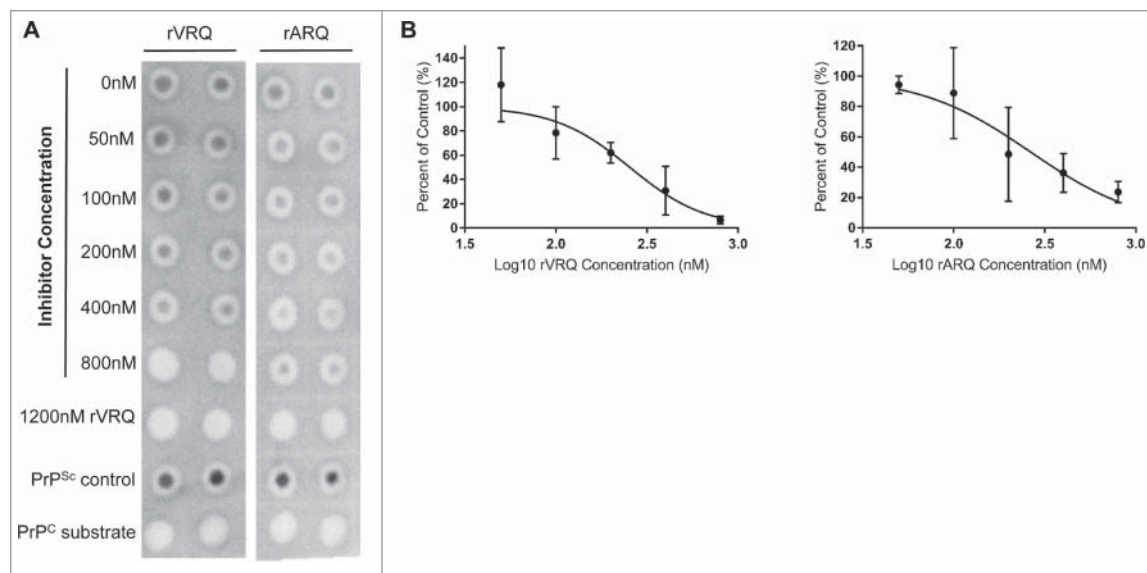 A
rVRQ rARQ
Inhibitor Concentration
0nM
50nM
100nM
200nM
400nM
800nM
1200nM rVRQ
PrPSc control
PrPC substrate
B
Percent of Control (%)
140
120
100
80
60
40
20
0
1.5 2.0 2.5 3.0
Log10 rVRQ Concentration (nM)
Percent of Control (%)
120
100
80
60
40
20
0
1.5 2.0 2.5 3.0
Log10 rARQ Concentration (nM)